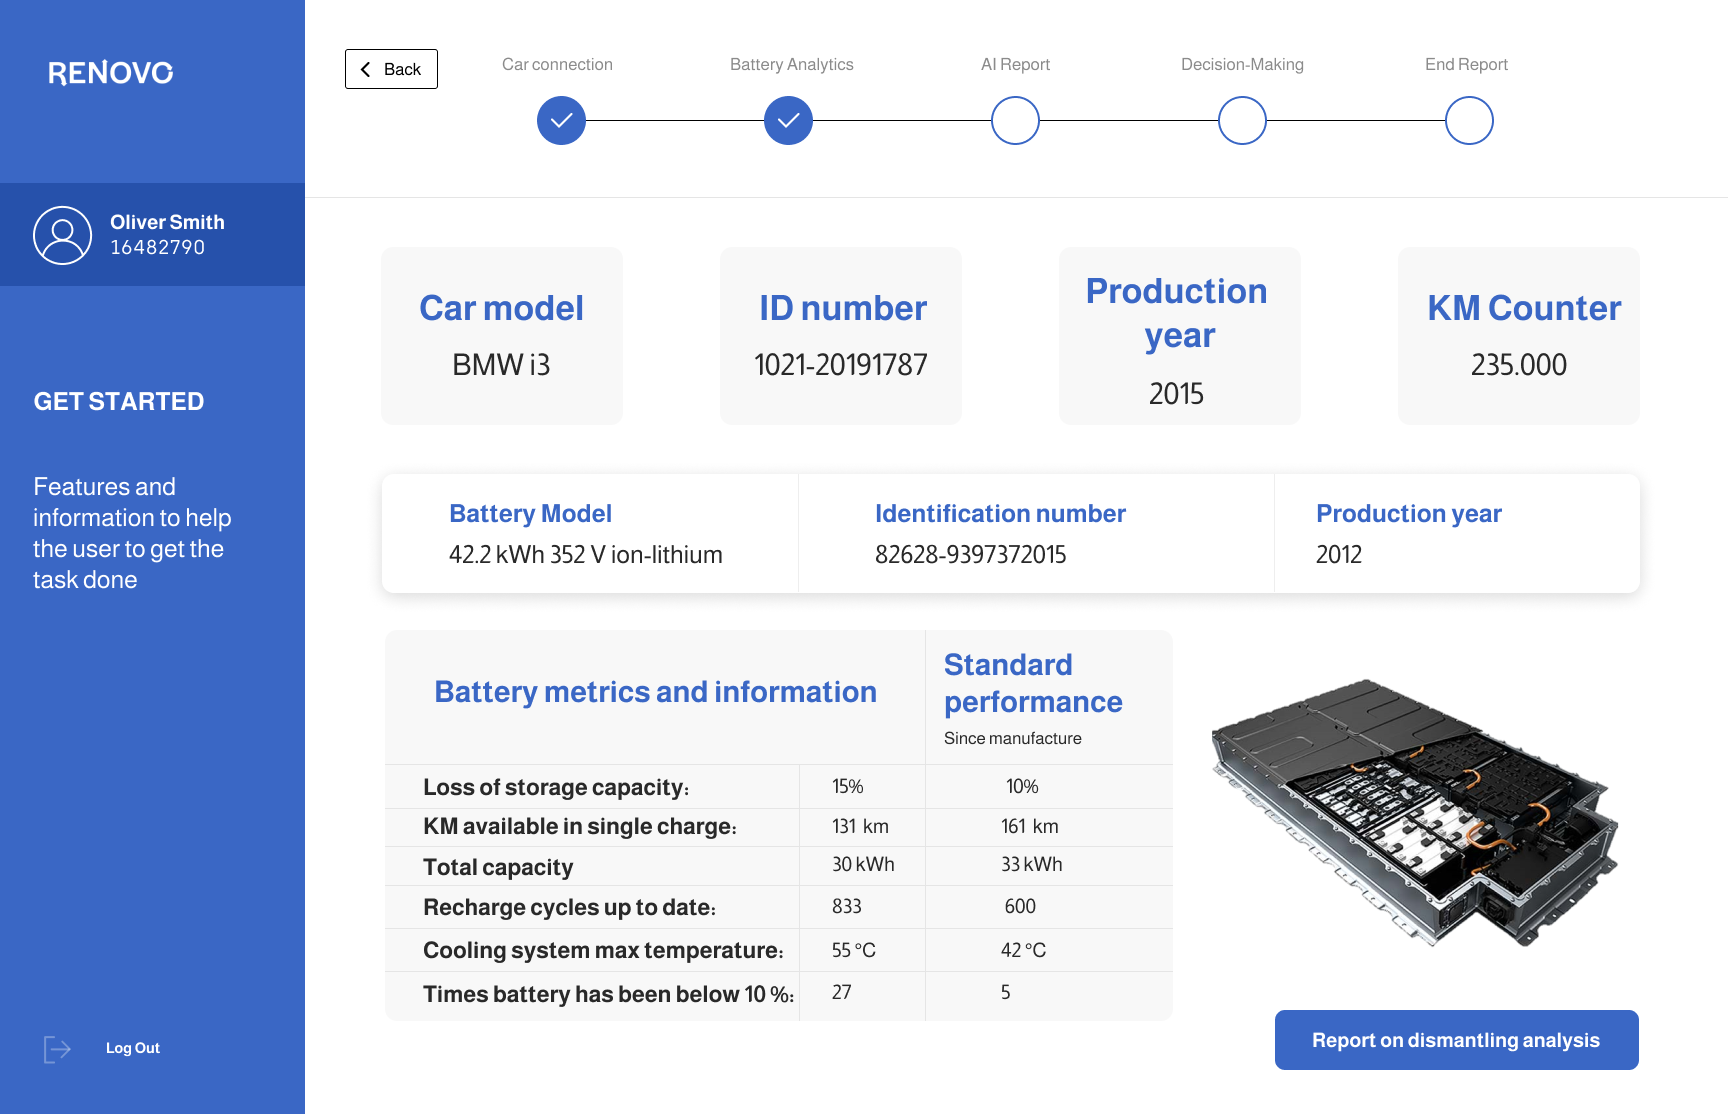 RENOVO
Back
Car connection
Battery Analytics
AI Report
Decision-Making
End Report
Oliver Smith
16482790
GET STARTED
Features and
information to help
the user to get the
task done
Log Out
Car model
BMW i3
ID number
1021-20191787
Production
year
2015
KM Counter
235.000
Battery Model
42.2 kWh 352 V ion-lithium
Identification number
82628-9397372015
Production year
2012
Battery metrics and information
Standard
performance
Since manufacture
Loss of storage capacity: 15% 10%
KM available in single charge: 131 km 161 km
Total capacity 30 kWh 33 kWh
Recharge cycles up to date: 833 600
Cooling system max temperature: 55 °C 42 °C
Times battery has been below 10 %: 27 5
Report on dismantling analysis